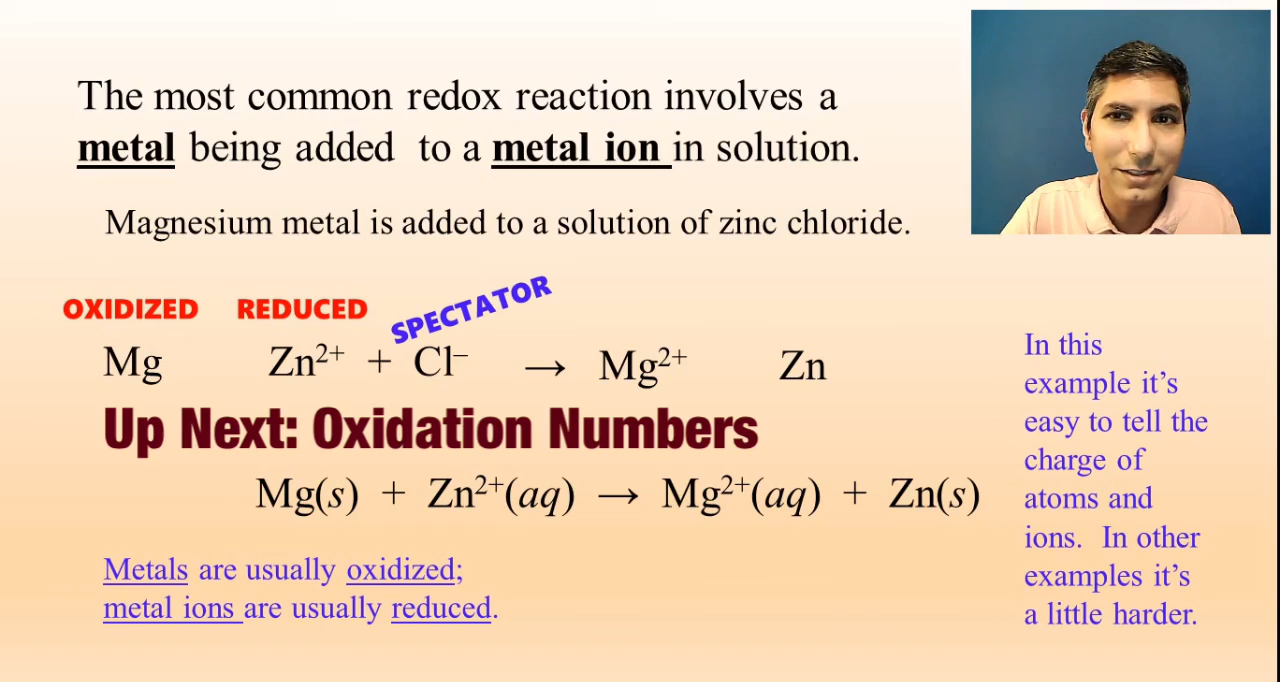 The most common redox reaction involves a
metal being added to a metal ion in solution.
Magnesium metal is added to a solution of zinc chloride.
OXIDIZED REDUCED SPECTATOR
Mg Zn²⁺ + Cl⁻ → Mg²⁺ Zn
Up Next: Oxidation Numbers
Mg(s) + Zn²⁺(aq) → Mg²⁺(aq) + Zn(s)
Metals are usually oxidized;
metal ions are usually reduced.
In this
example it’s
easy to tell the
charge of
atoms and
ions. In other
examples it’s
a little harder.